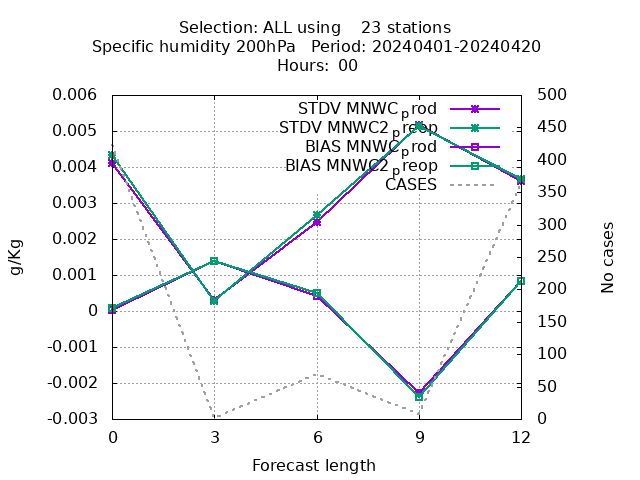 Selection: ALL using    23 stations
Specific humidity 200hPa   Period: 20240401-20240420
Hours: 00
STDV MNWC_prod
STDV MNWC2_preop
BIAS MNWC_prod
BIAS MNWC2_preop
CASES
0.006
0.005
0.004
0.003
0.002
0.001
0
-0.001
-0.002
-0.003
g/Kg
500
450
400
350
300
250
200
150
100
50
0
No cases
0 3 6 9 12
Forecast length